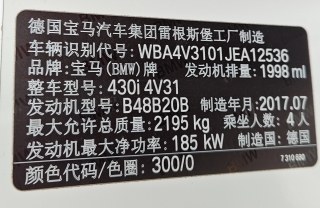 德国宝马汽车集团雷根斯堡工厂制造
车辆识别代号: WBA4V3101JEA12536
品牌: 宝马(BMW)牌 发动机排量: 1998 ml
整车型号: 430i 4V31
发动机型号: B48B20B 制造年月: 2017.07
最大允许总质量: 2195 kg 乘坐人数: 4 人
发动机最大净功率: 185 kW 制造国: 德国
颜色代码/色圈: 300/0
7 310 680